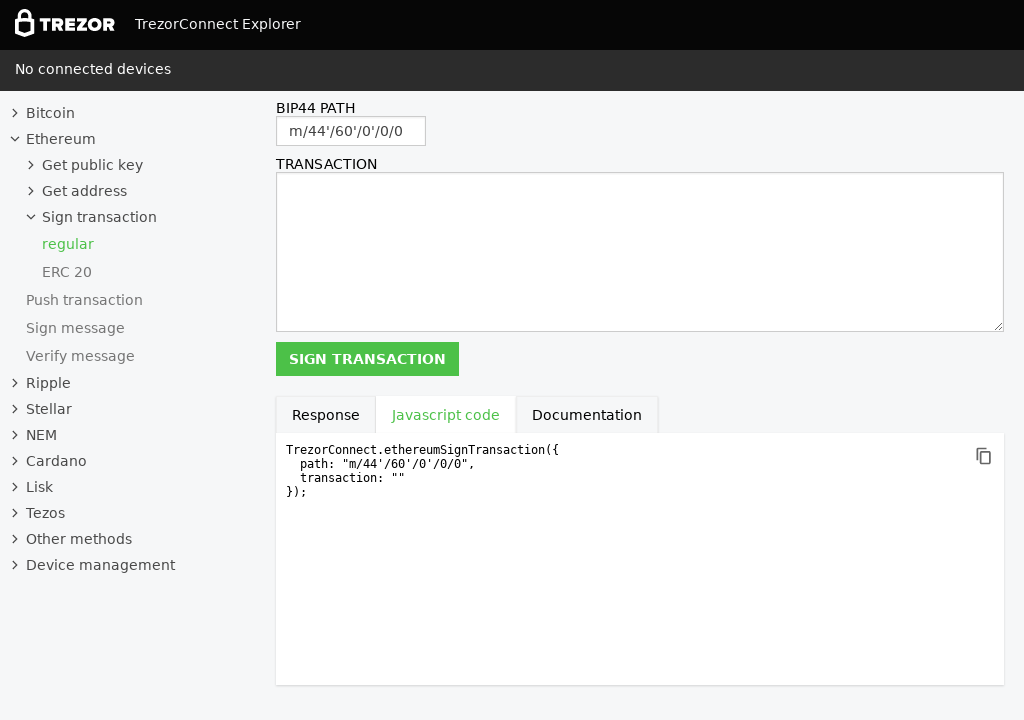 TREZOR TrezorConnect Explorer
No connected devices
Bitcoin
Ethereum
Get public key
Get address
Sign transaction
regular
ERC 20
Push transaction
Sign message
Verify message
Ripple
Stellar
NEM
Cardano
Lisk
Tezos
Other methods
Device management
BIP44 PATH
m/44'/60'/0'/0/0
TRANSACTION
SIGN TRANSACTION
Response Javascript code Documentation
TrezorConnect.ethereumSignTransaction({
  path: "m/44'/60'/0'/0/0",
  transaction: ""
});